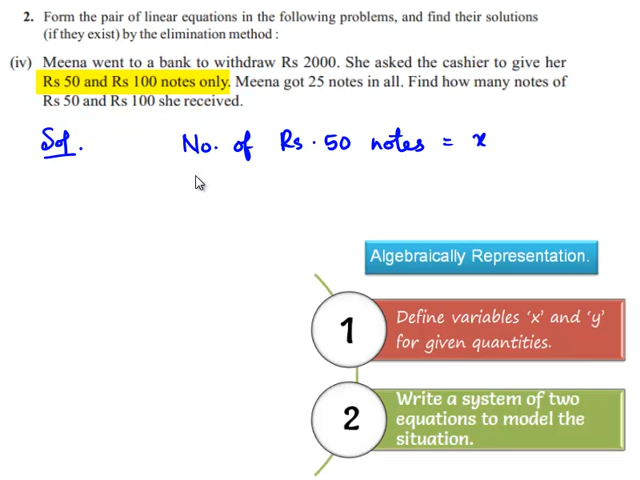 2. Form the pair of linear equations in the following problems, and find their solutions
(if they exist) by the elimination method :
(iv) Meena went to a bank to withdraw Rs 2000. She asked the cashier to give her
Rs 50 and Rs 100 notes only. Meena got 25 notes in all. Find how many notes of
Rs 50 and Rs 100 she received.
Sol. No. of Rs. 50 notes = x
Algebraically Representation.
1 Define variables ‘x’ and ‘y’
for given quantities.
2 Write a system of two
equations to model the
situation.